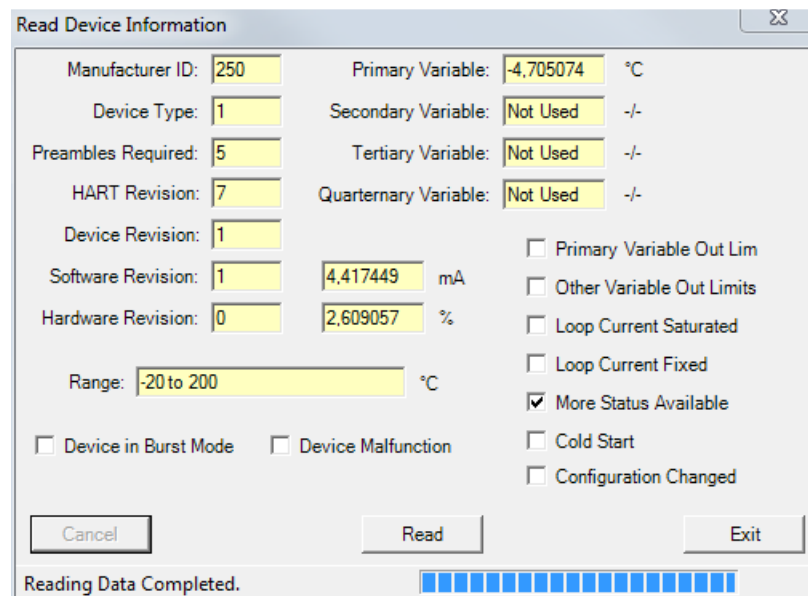 Read Device Information
Manufacturer ID: 250 Primary Variable: -4,705074 °C
Device Type: 1 Secondary Variable: Not Used -/-
Preambles Required: 5 Tertiary Variable: Not Used -/-
HART Revision: 7 Quarternary Variable: Not Used -/-
Device Revision: 1
Primary Variable Out Lim
Software Revision: 1 4,417449 mA
Other Variable Out Limits
Hardware Revision: 0 2,609057 %
Loop Current Saturated
Loop Current Fixed
Range: -20 to 200 °C
More Status Available
Device in Burst Mode Device Malfunction Cold Start
Configuration Changed
Cancel Read Exit
Reading Data Completed.